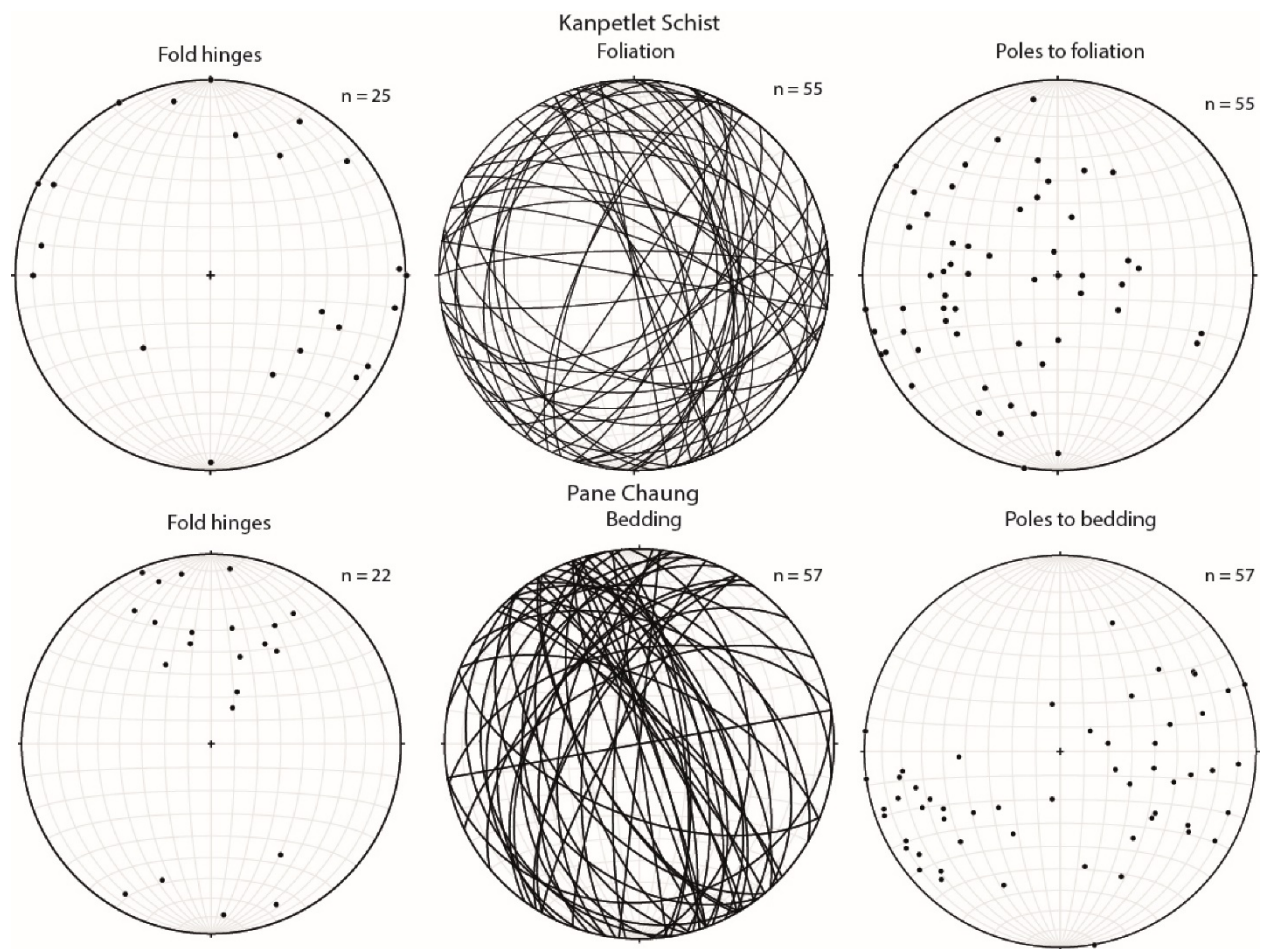 Kanpetlet Schist
Fold hinges
Foliation
Poles to foliation
n = 25
n = 55
n = 55
Pane Chaung
Fold hinges
Bedding
Poles to bedding
n = 22
n = 57
n = 57